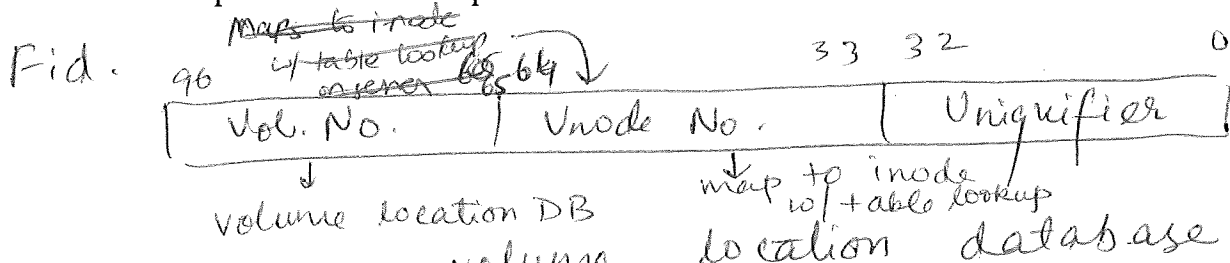 Maps to inode
w/ table lookup
on server 65 64
Fid. 96 33 32 0
Vol. No. Vnode No. Uniquifier
volume location DB map to inode
w/ table lookup
volume location database